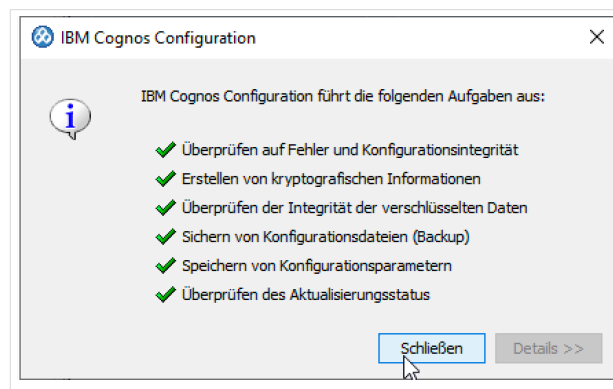 IBM Cognos Configuration
IBM Cognos Configuration führt die folgenden Aufgaben aus:
Überprüfen auf Fehler und Konfigurationsintegrität
Erstellen von kryptografischen Informationen
Überprüfen der Integrität der verschlüsselten Daten
Sichern von Konfigurationsdateien (Backup)
Speichern von Konfigurationsparametern
Überprüfen des Aktualisierungsstatus
Schließen Details >>